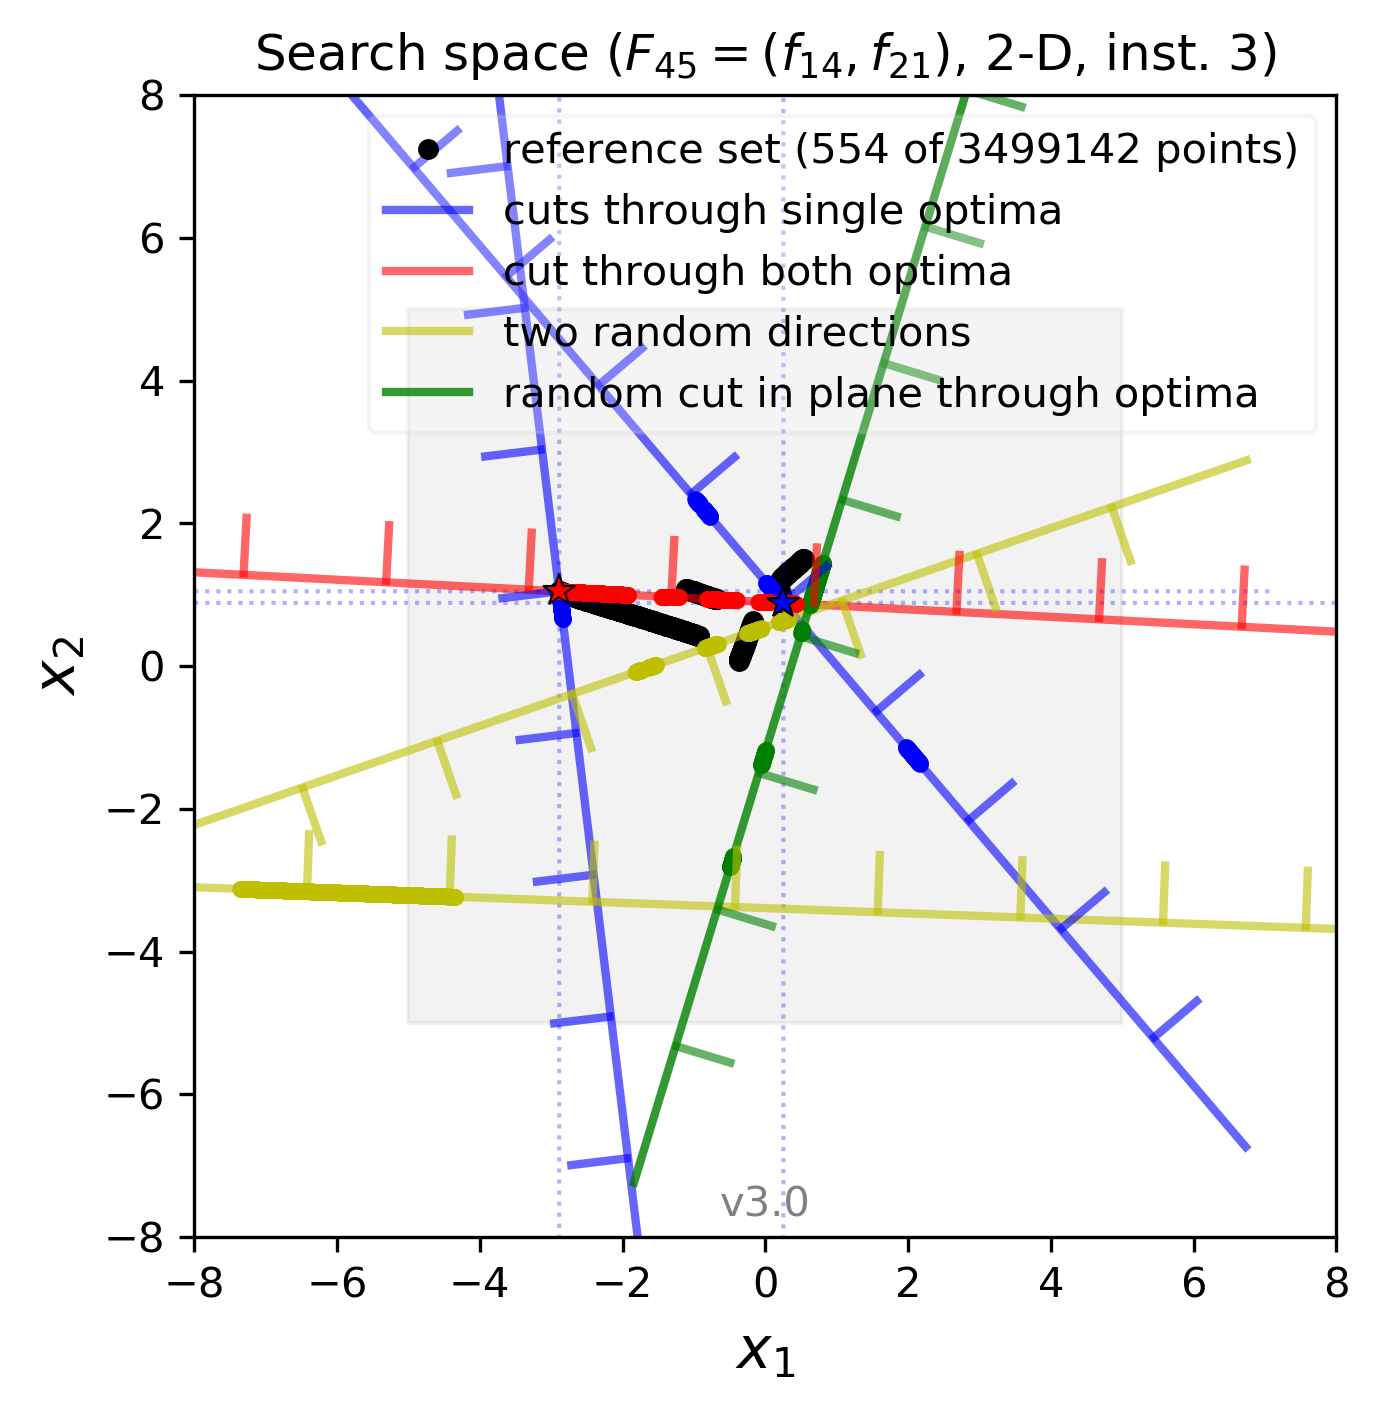 Search space (F45 = (f14, f21), 2-D, inst. 3)
8
reference set (554 of 3499142 points)
cuts through single optima
6
cut through both optima
two random directions
4
random cut in plane through optima
2
0
x2
−2
−4
−6
v3.0
−8
−8 −6 −4 −2 0 2 4 6 8
x1